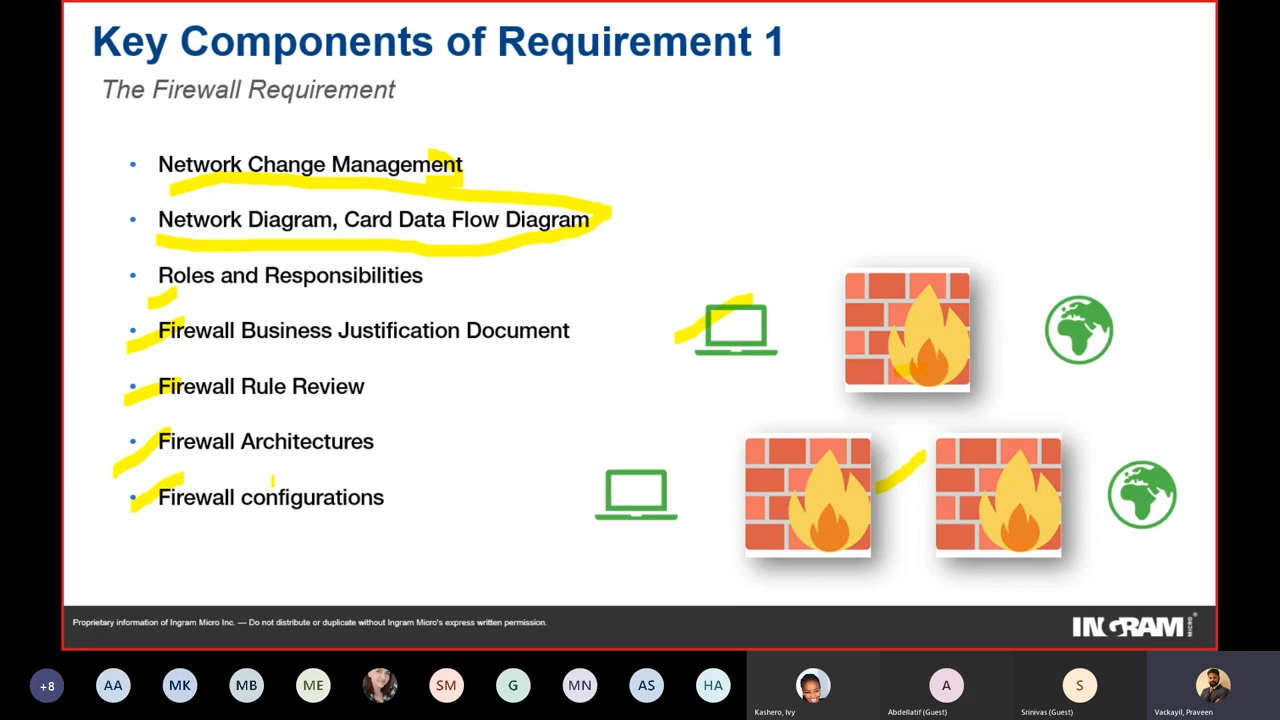 Key Components of Requirement 1
The Firewall Requirement
• Network Change Management
• Network Diagram, Card Data Flow Diagram
• Roles and Responsibilities
• Firewall Business Justification Document
• Firewall Rule Review
• Firewall Architectures
• Firewall configurations
Proprietary information of Ingram Micro Inc. — Do not distribute or duplicate without Ingram Micro's express written permission.
INGRAM MICRO®
+8 AA MK MB ME SM G MN AS HA A S
Kashero, Ivy Abdellatif (Guest) Srinivas (Guest) Vackayil, Praveen